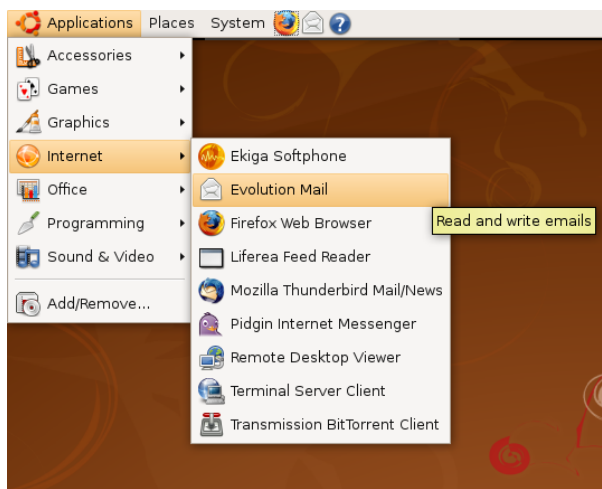 Applications Places System
Accessories
Games
Graphics
Internet
Office
Programming
Sound & Video
Add/Remove...
Ekiga Softphone
Evolution Mail
Firefox Web Browser
Liferea Feed Reader
Mozilla Thunderbird Mail/News
Pidgin Internet Messenger
Remote Desktop Viewer
Terminal Server Client
Transmission BitTorrent Client
Read and write emails